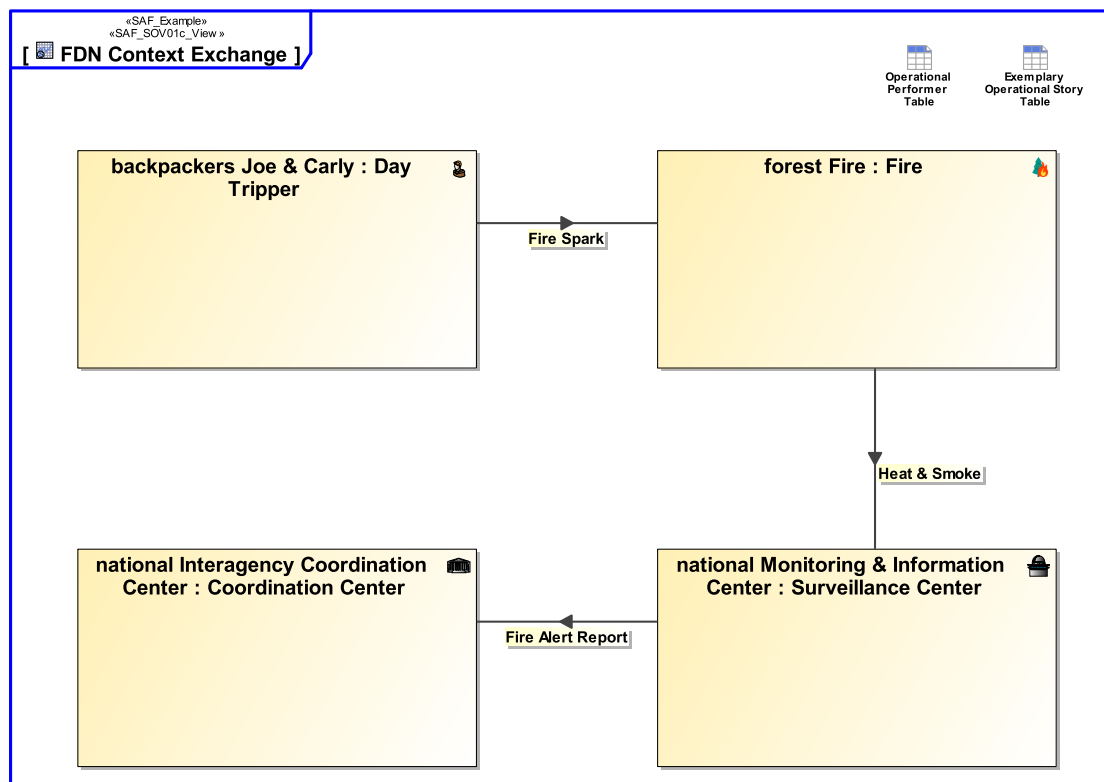 «SAF_Example»
«SAF_SOV01c_View »
[ FDN Context Exchange ]
Operational
Performer
Table
Exemplary
Operational Story
Table
backpackers Joe & Carly : Day
Tripper
forest Fire : Fire
Fire Spark
Heat & Smoke
national Interagency Coordination
Center : Coordination Center
national Monitoring & Information
Center : Surveillance Center
Fire Alert Report